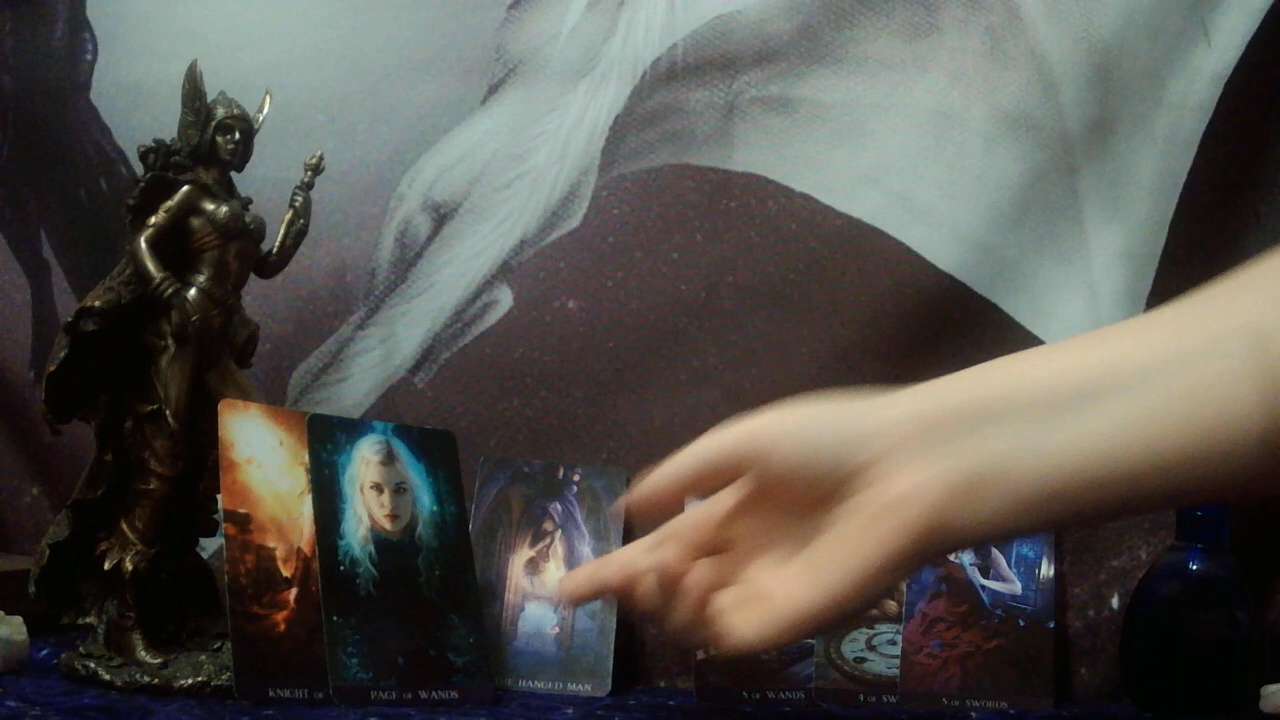 KNIGHT OF
PAGE OF WANDS
THE HANGED MAN
5 OF WANDS
4 OF SW
5 OF SWORDS